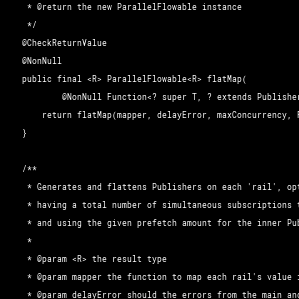 * @return the new ParallelFlowable instance
*/
@CheckReturnValue
@NonNull
public final <R> ParallelFlowable<R> flatMap(
@NonNull Function<? super T, ? extends Publisher
return flatMap(mapper, delayError, maxConcurrency,
}
/**
* Generates and flattens Publishers on each 'rail', opt
* having a total number of simultaneous subscriptions
* and using the given prefetch amount for the inner Pub
*
* @param <R> the result type
* @param mapper the function to map each rail's value
* @param delayError should the errors from the main and